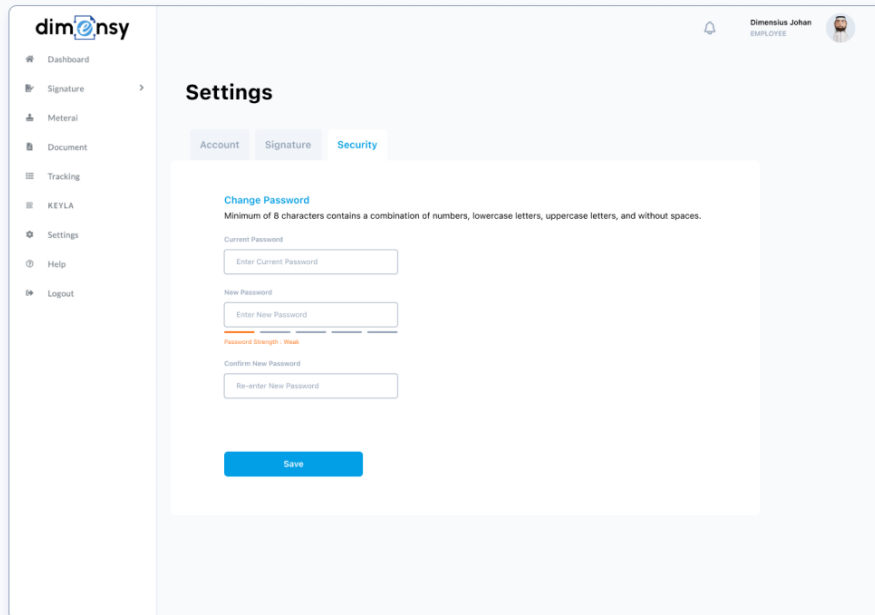 dimensy
Dimensius Johan
EMPLOYEE
Dashboard
Signature
Meterai
Document
Tracking
KEYLA
Settings
Help
Logout
Settings
Account
Signature
Security
Change Password
Minimum of 8 characters contains a combination of numbers, lowercase letters, uppercase letters, and without spaces.
Current Password
Enter Current Password
New Password
Enter New Password
Password Strength : Weak
Confirm New Password
Re-enter New Password
Save